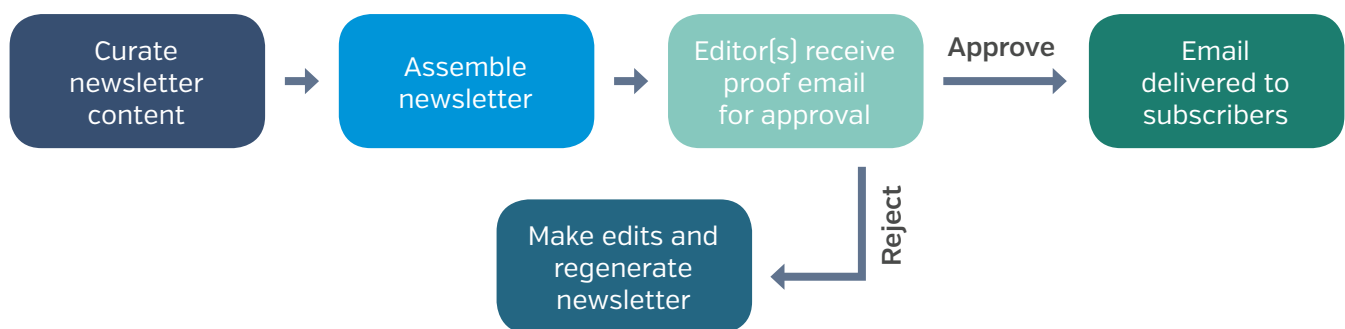 Curate
newsletter
content
Assemble
newsletter
Editor(s) receive
proof email
for approval
Approve
Email
delivered to
subscribers
Reject
Make edits and
regenerate
newsletter